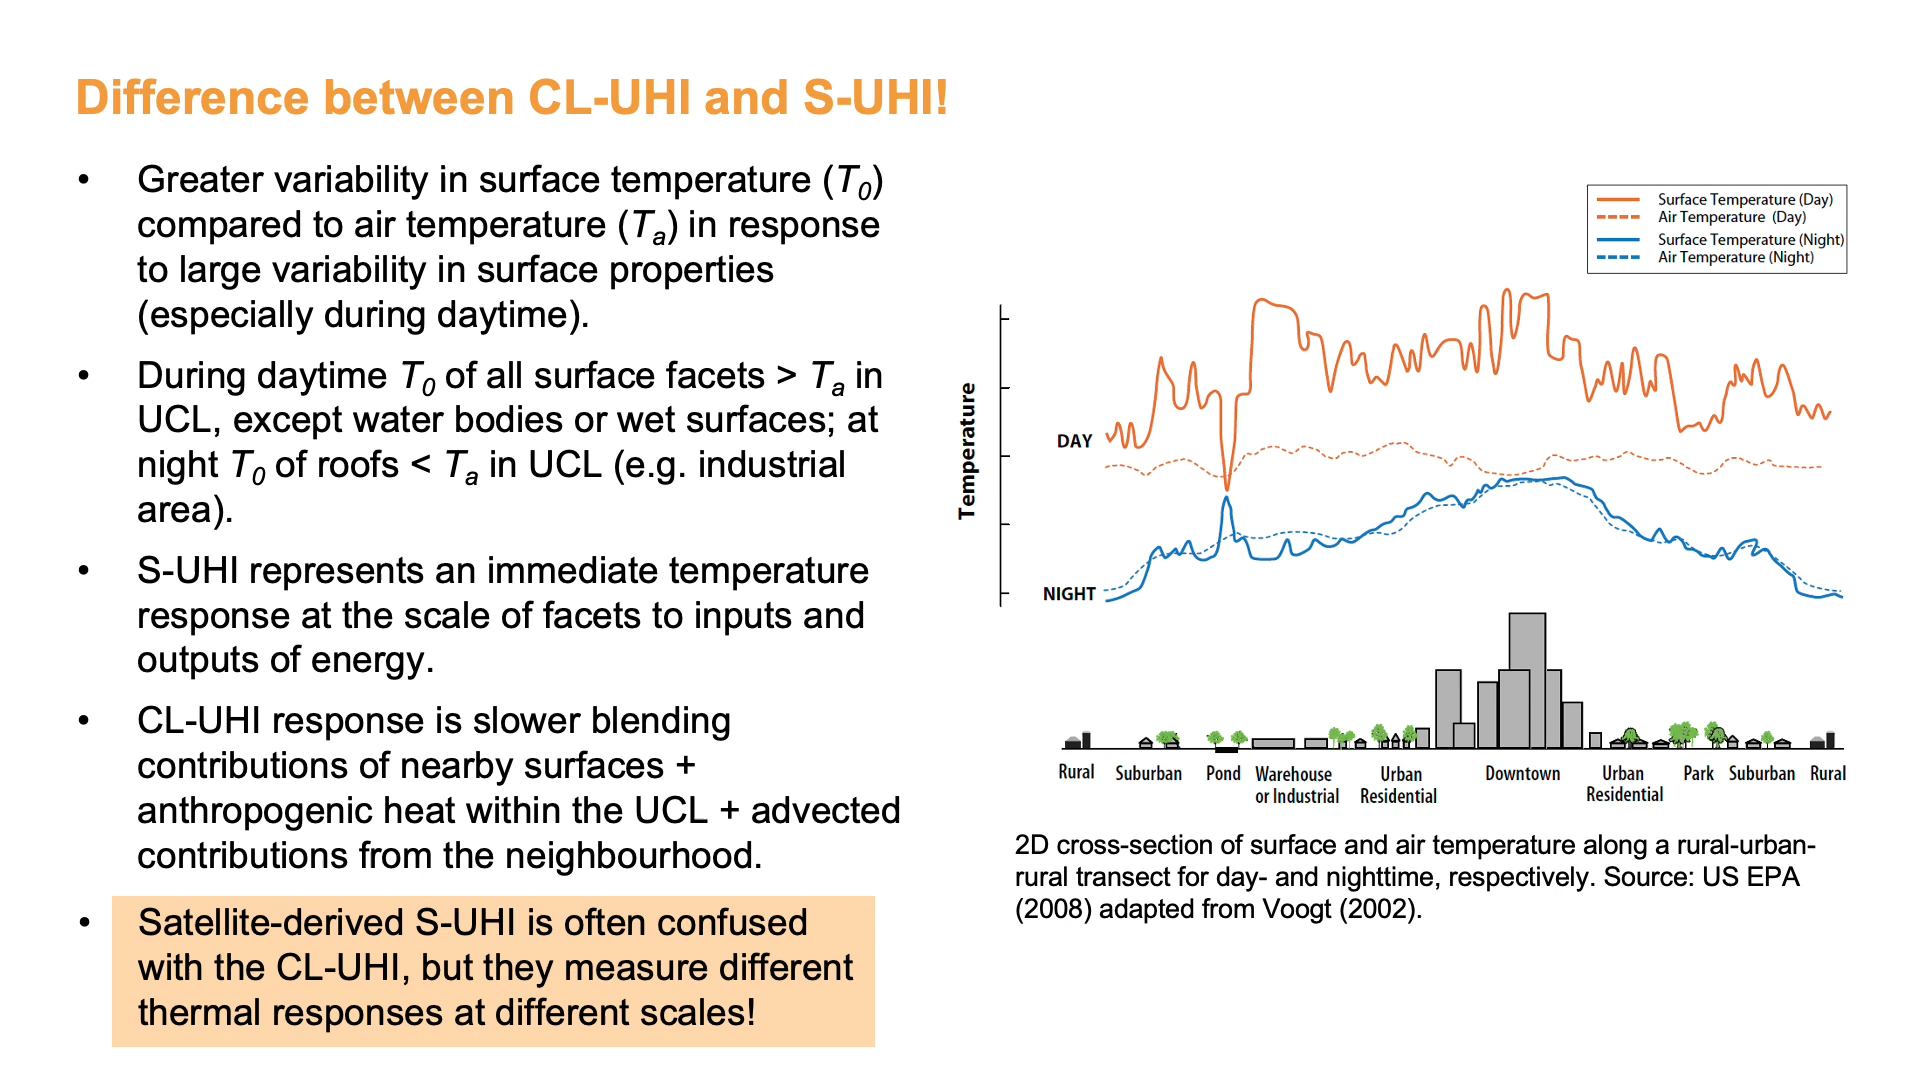 Difference between CL-UHI and S-UHI!
• Greater variability in surface temperature (T0)
compared to air temperature (Ta) in response
to large variability in surface properties
(especially during daytime).
• During daytime T0 of all surface facets > Ta in
UCL, except water bodies or wet surfaces; at
night T0 of roofs < Ta in UCL (e.g. industrial
area).
• S-UHI represents an immediate temperature
response at the scale of facets to inputs and
outputs of energy.
• CL-UHI response is slower blending
contributions of nearby surfaces +
anthropogenic heat within the UCL + advected
contributions from the neighbourhood.
• Satellite-derived S-UHI is often confused
with the CL-UHI, but they measure different
thermal responses at different scales!
Surface Temperature (Day)
Air Temperature (Day)
Surface Temperature (Night)
Air Temperature (Night)
Temperature
DAY
NIGHT
Rural
Suburban
Pond
Warehouse
or Industrial
Urban
Residential
Downtown
Urban
Residential
Park
Suburban
Rural
2D cross-section of surface and air temperature along a rural-urban-
rural transect for day- and nighttime, respectively. Source: US EPA
(2008) adapted from Voogt (2002).